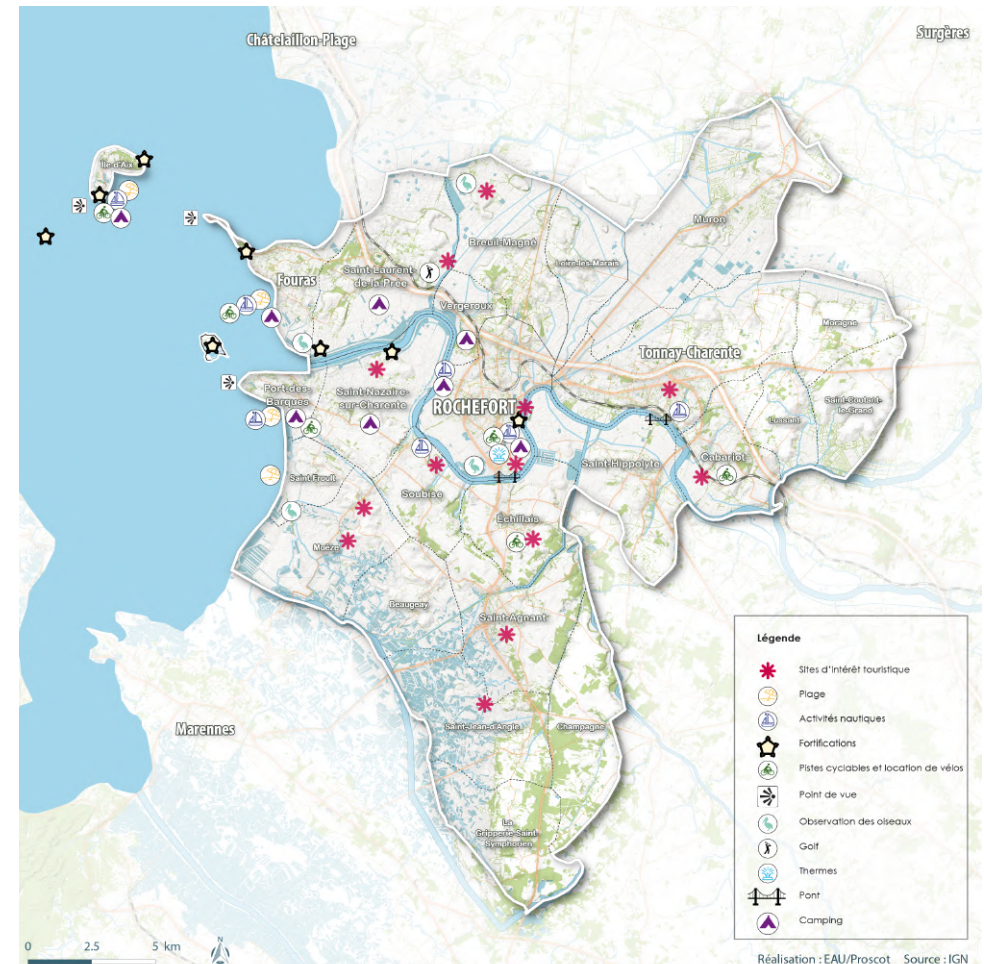 Châtelaillon-Plage
Surgères
Île d'Aix
Muron
Breuil-Magné
Loire-les-Marais
Saint-Laurent-
de-la-Prée
Fouras
Vergeroux
Moragne
Tonnay-Charente
Port-des-
Barques
Saint-Nazaire-
sur-Charente
ROCHEFORT
Saint-Coutant-
le-Grand
Lussant
Cabariot
Saint-Hippolyte
Saint-Froult
Soubise
Échillais
Moëze
Beaugeay
Saint-Agnant
Marennes
Saint-Jean-d'Angle
Champagne
La
Gripperie-Saint-
Symphorien
Légende
Sites d'intérêt touristique
Plage
Activités nautiques
Fortifications
Pistes cyclables et location de vélos
Point de vue
Observation des oiseaux
Golf
Thermes
Pont
Camping
0 2.5 5 km
N
Réalisation : EAU/Proscot Source : IGN